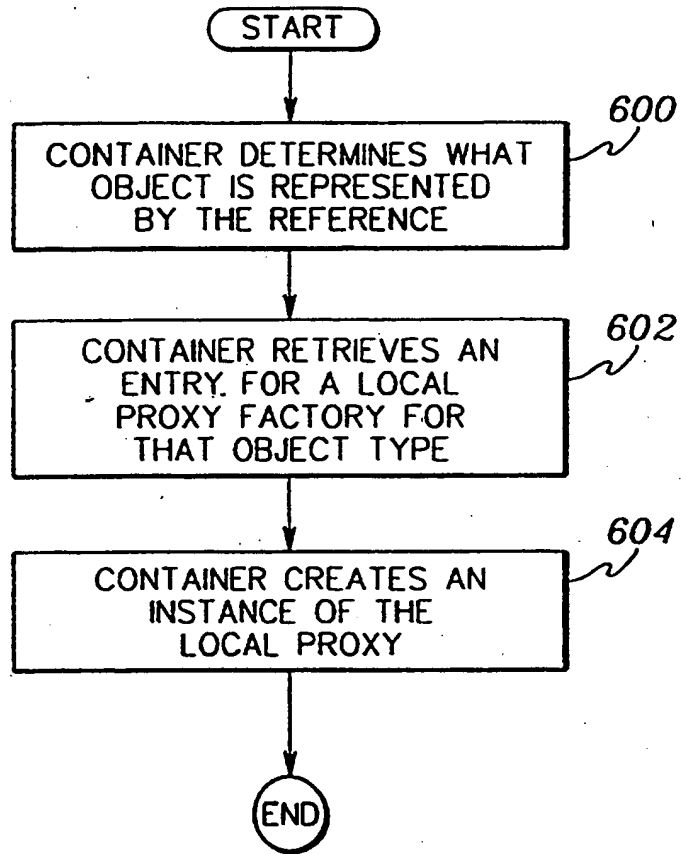 START
600
CONTAINER DETERMINES WHAT
OBJECT IS REPRESENTED
BY THE REFERENCE
602
CONTAINER RETRIEVES AN
ENTRY FOR A LOCAL
PROXY FACTORY FOR
THAT OBJECT TYPE
604
CONTAINER CREATES AN
INSTANCE OF THE
LOCAL PROXY
END